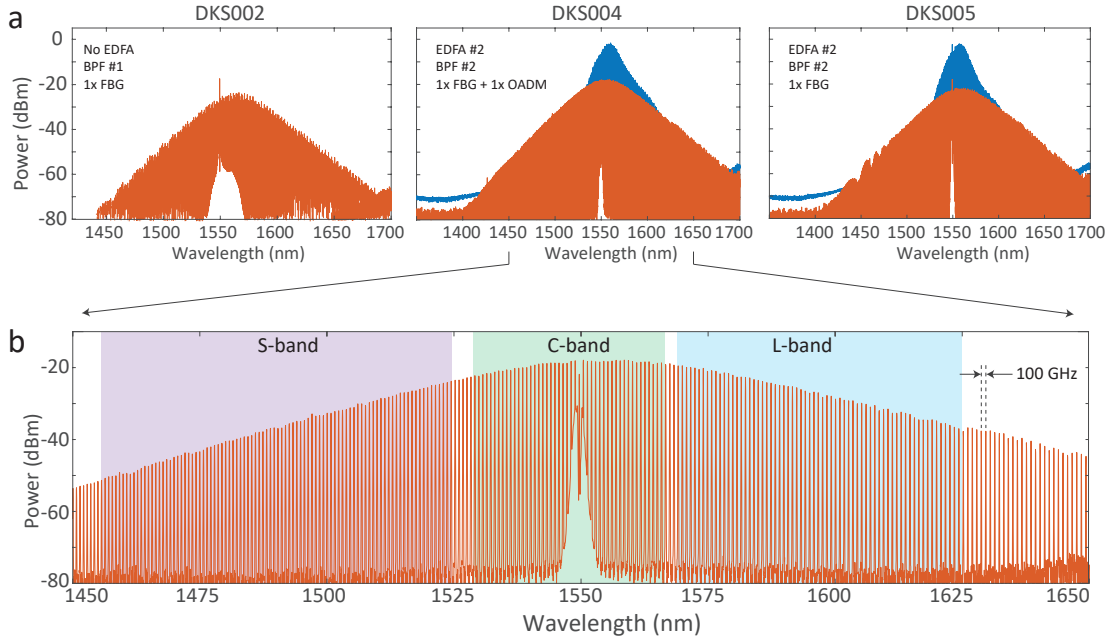 a
DKS002
DKS004
DKS005
No EDFA
BPF #1
1x FBG
EDFA #2
BPF #2
1x FBG + 1x OADM
EDFA #2
BPF #2
1x FBG
Power (dBm)
0
-20
-40
-60
-80
1450 1500 1550 1600 1650 1700
1400 1450 1500 1550 1600 1650 1700
1400 1450 1500 1550 1600 1650 1700
Wavelength (nm)
Wavelength (nm)
Wavelength (nm)
b
S-band
C-band
L-band
100 GHz
Power (dBm)
-20
-40
-60
-80
1450 1475 1500 1525 1550 1575 1600 1625 1650
Wavelength (nm)